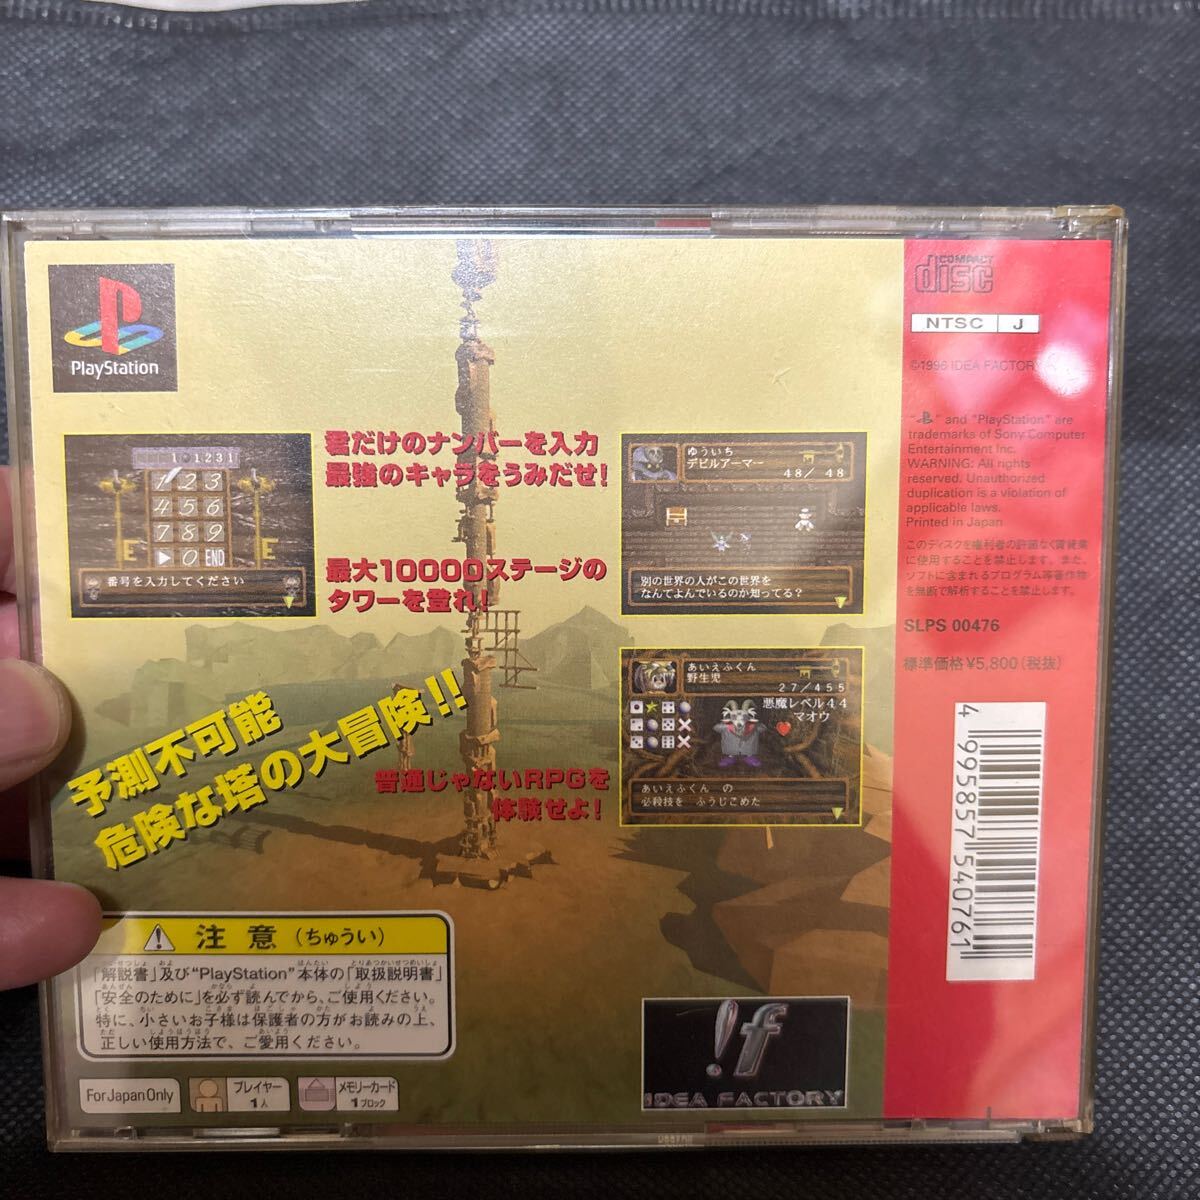 PlayStation
君だけのナンバーを入力
最強のキャラをうみだせ!
最大10000ステージの
タワーを登れ!
予測不可能
危険な塔の大冒険!!
普通じゃないRPGを
体験せよ!
1 2 3
4 5 6
7 8 9
0 END
番号を入力してください
ゆういち
デビルアーマー
48/ 48
別の世界の人がこの世界を
なんてよんでいるのか知ってる?
あいえふくん
野生児
27/455
悪魔レベル44
マオウ
あいえふくん の
必殺技を ふうじこめた
注意(ちゅうい)
「解説書」及び"PlayStation"本体の「取扱説明書」
「安全のために」を必ず読んでから、ご使用ください。
特に、小さいお子様は保護者の方がお読みの上、
正しい使用方法で、ご愛用ください。
For Japan Only
プレイヤー
1人
メモリーカード
1ブロック
!f
IDEA FACTORY
COMPACT
disc
NTSC J
©1996 IDEA FACTORY
" " and "PlayStation" are
trademarks of Sony Computer
Entertainment Inc.
WARNING: All rights
reserved. Unauthorized
duplication is a violation of
applicable laws.
Printed in Japan
このディスクを権利者の許諾なく賃貸業
に使用することを禁止します。また、
ソフトに含まれるプログラム等著作物
を無断で解析することを禁止します。
SLPS 00476
標準価格¥5,800(税抜)
4 995857 540761